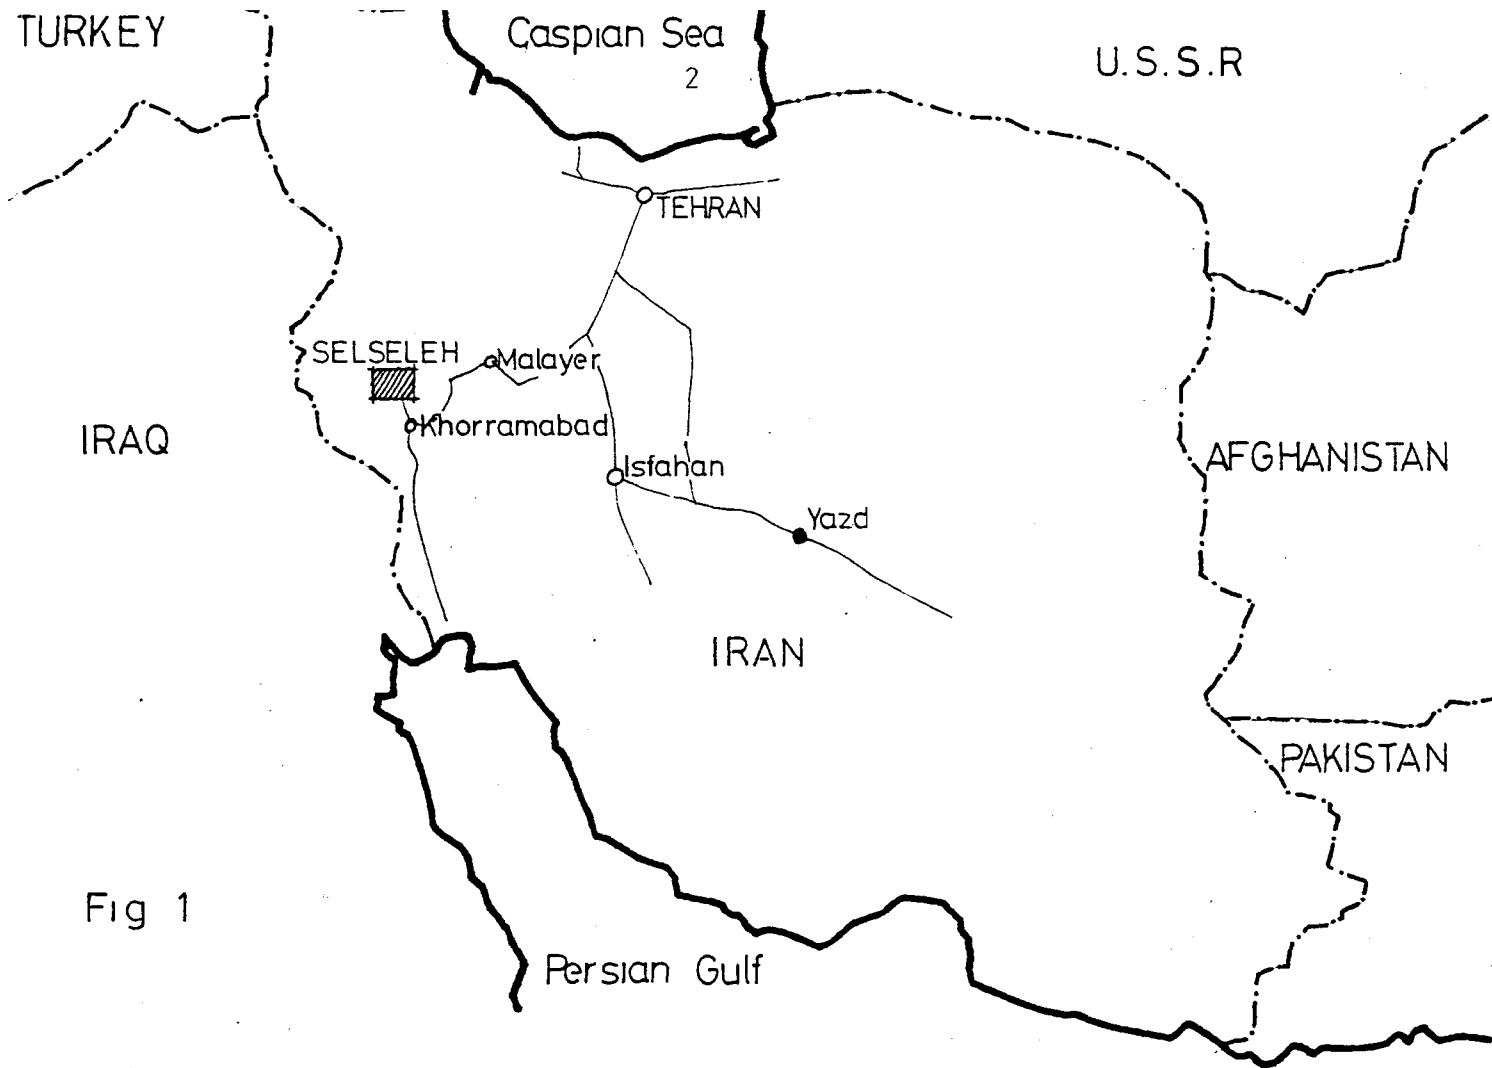 TURKEY
Caspian Sea
U.S.S.R
2
TEHRAN
SELSELEH
Malayer
Khorramabad
IRAQ
Isfahan
AFGHANISTAN
Yazd
IRAN
PAKISTAN
Fig 1
Persian Gulf